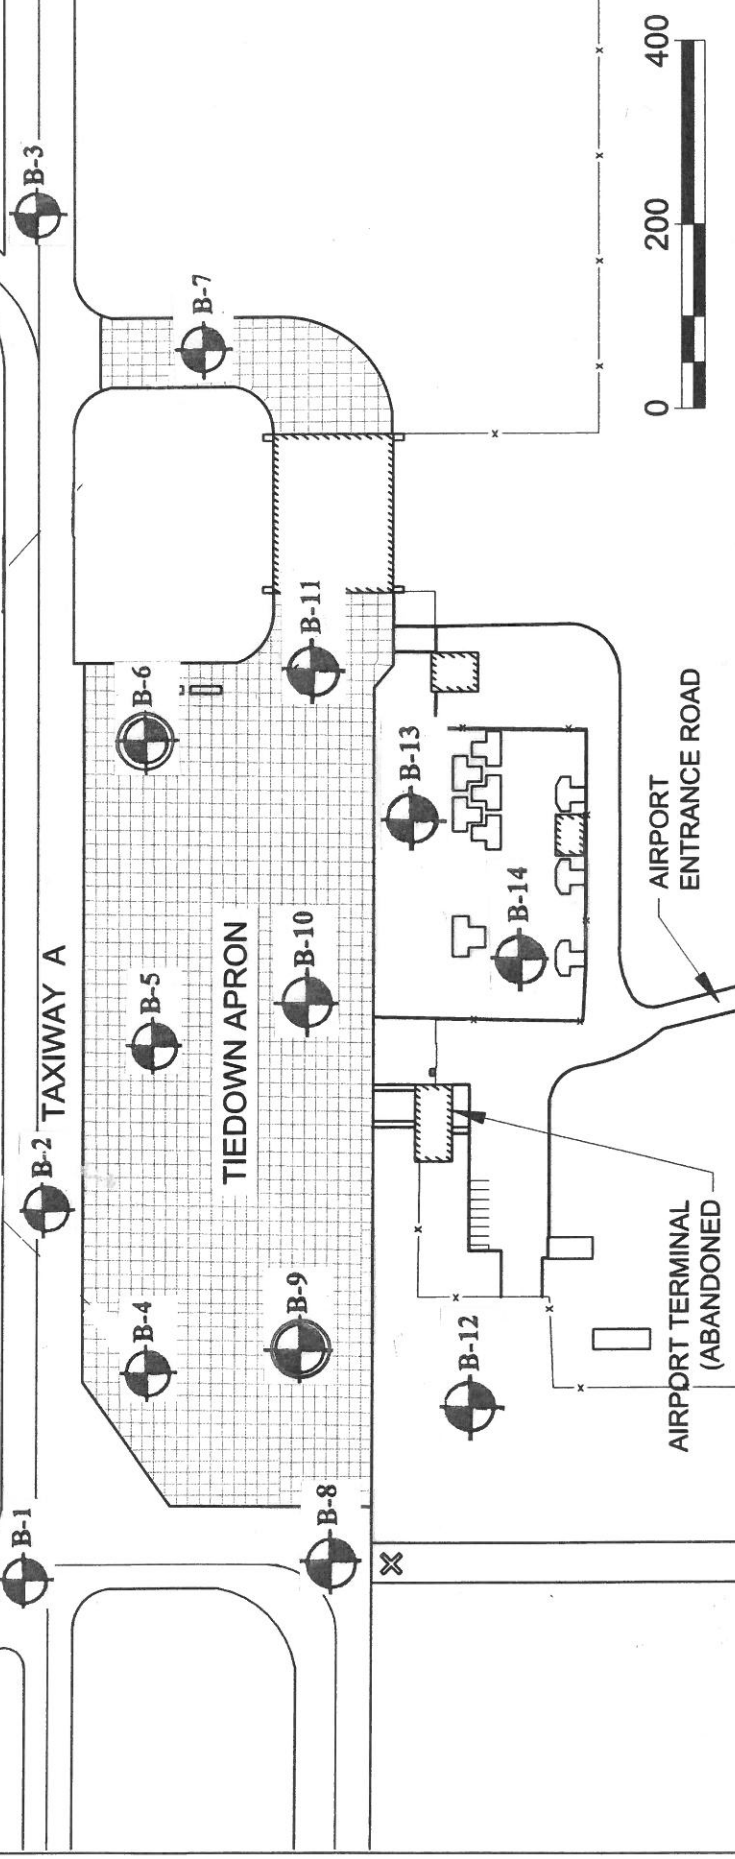 B-1
B-2
TAXIWAY A
B-3
B-4
B-5
B-6
B-7
B-8
B-9
TIEDOWN APRON
B-10
B-11
B-12
B-13
B-14
AIRPORT TERMINAL
(ABANDONED
AIRPORT
ENTRANCE ROAD
0
200
400